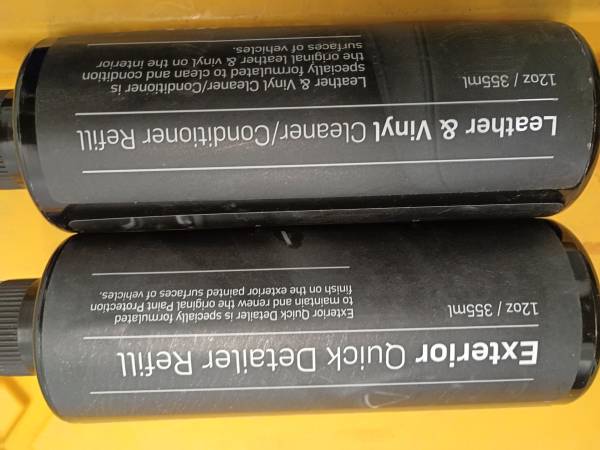 Exterior Quick Detailer Refill
12oz / 355ml
Exterior Quick Detailer is specially formulated
to maintain and renew the original Paint Protection
finish on the exterior painted surfaces of vehicles.
Leather & Vinyl Cleaner/Conditioner Refill
12oz / 355ml
Leather & Vinyl Cleaner/Conditioner is
specially formulated to clean and condition
the original leather & vinyl on the interior
surfaces of vehicles.